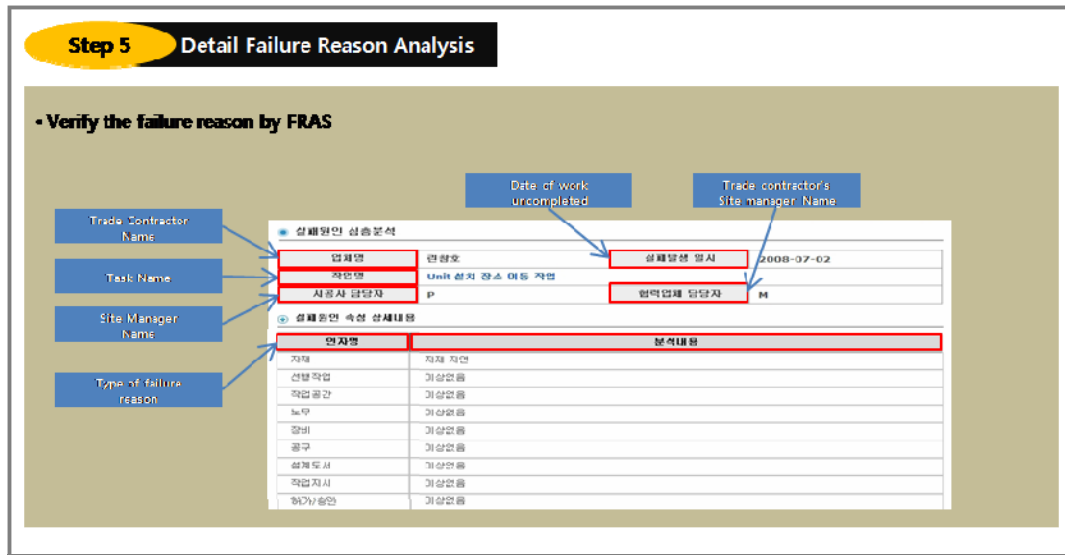 Step 5 Detail Failure Reason Analysis
• Verify the failure reason by FRAS
Date of work
uncompleted
Trade contractor's
Site manager Name
Trade Contractor
Name
Task Name
Site Manager
Name
Type of failure
reason
실패원인 심층분석
업체명 련창호 실패발생 일시 2008-07-02
작업명 Unit 설치 장소 이동 작업
시공사 담당자 P 협력업체 담당자 M
실패원인 속성 상세내용
인자명 분석내용
자재 자재 지연
선행작업 이상없음
작업공간 이상없음
노무 이상없음
장비 이상없음
공구 이상없음
설계도서 이상없음
작업지시 이상없음
허가/승인 이상없음